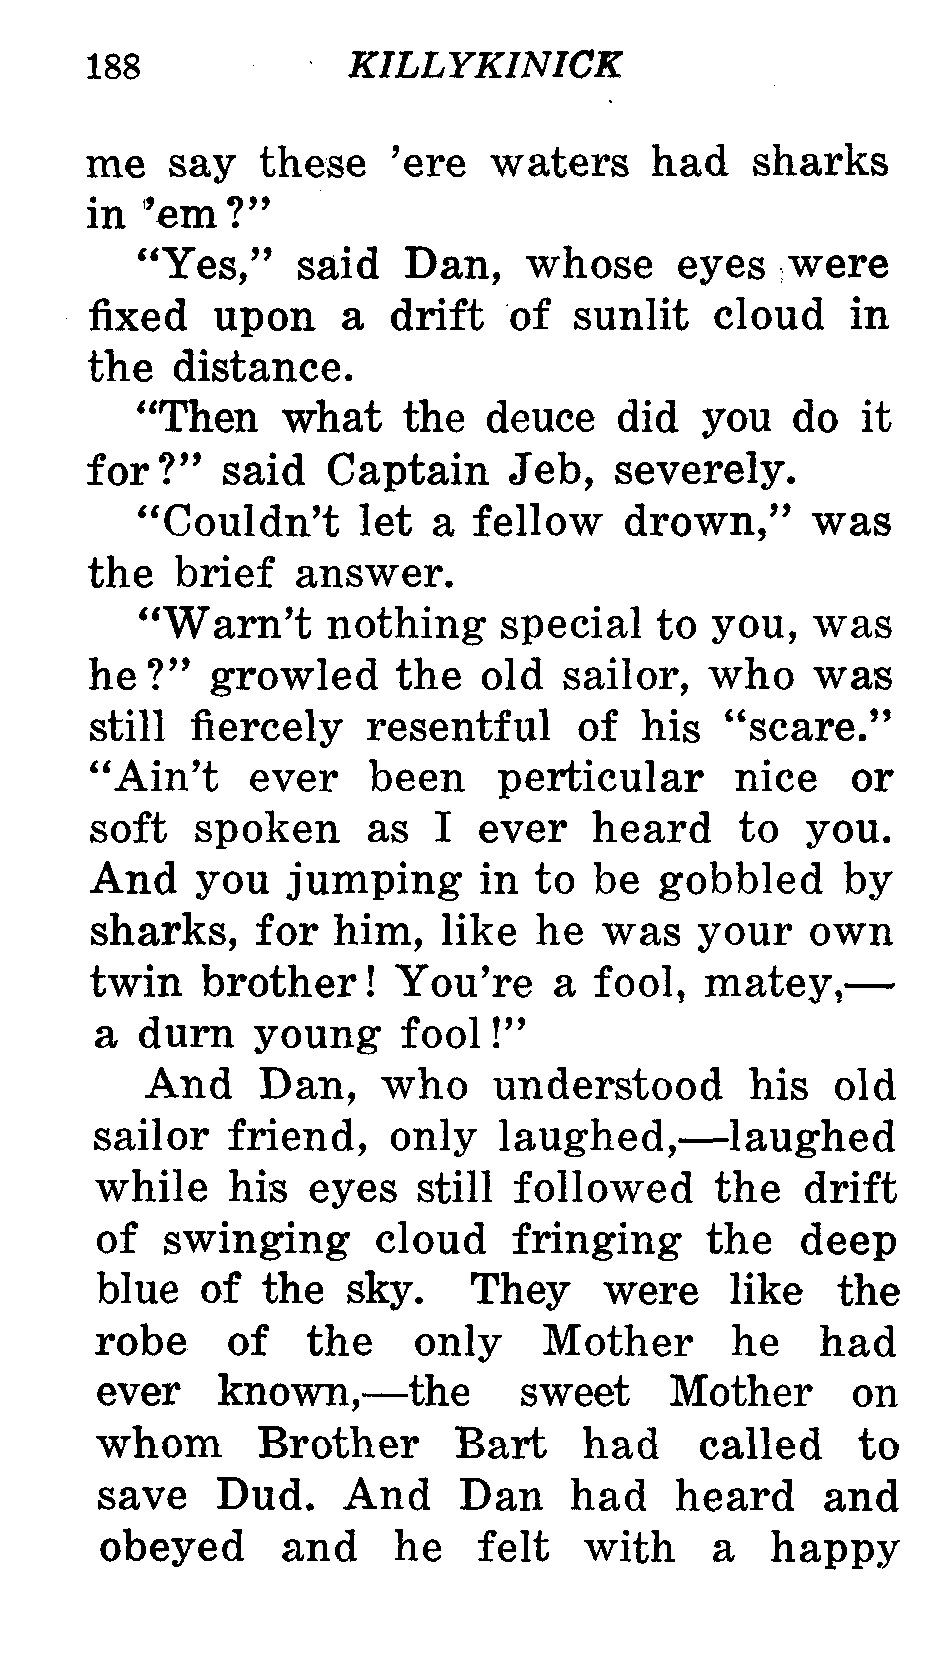 188 KILLYKINICK
me say these 'ere waters had sharks
in 'em?"
"Yes," said Dan, whose eyes were
fixed upon a drift of sunlit cloud in
the distance.
"Then what the deuce did you do it
for?" said Captain Jeb, severely.
"Couldn't let a fellow drown," was
the brief answer.
"Warn't nothing special to you, was
he?" growled the old sailor, who was
still fiercely resentful of his "scare."
"Ain't ever been perticular nice or
soft spoken as I ever heard to you.
And you jumping in to be gobbled by
sharks, for him, like he was your own
twin brother! You're a fool, matey,—
a durn young fool!"
And Dan, who understood his old
sailor friend, only laughed,—laughed
while his eyes still followed the drift
of swinging cloud fringing the deep
blue of the sky. They were like the
robe of the only Mother he had
ever known,—the sweet Mother on
whom Brother Bart had called to
save Dud. And Dan had heard and
obeyed and he felt with a happy